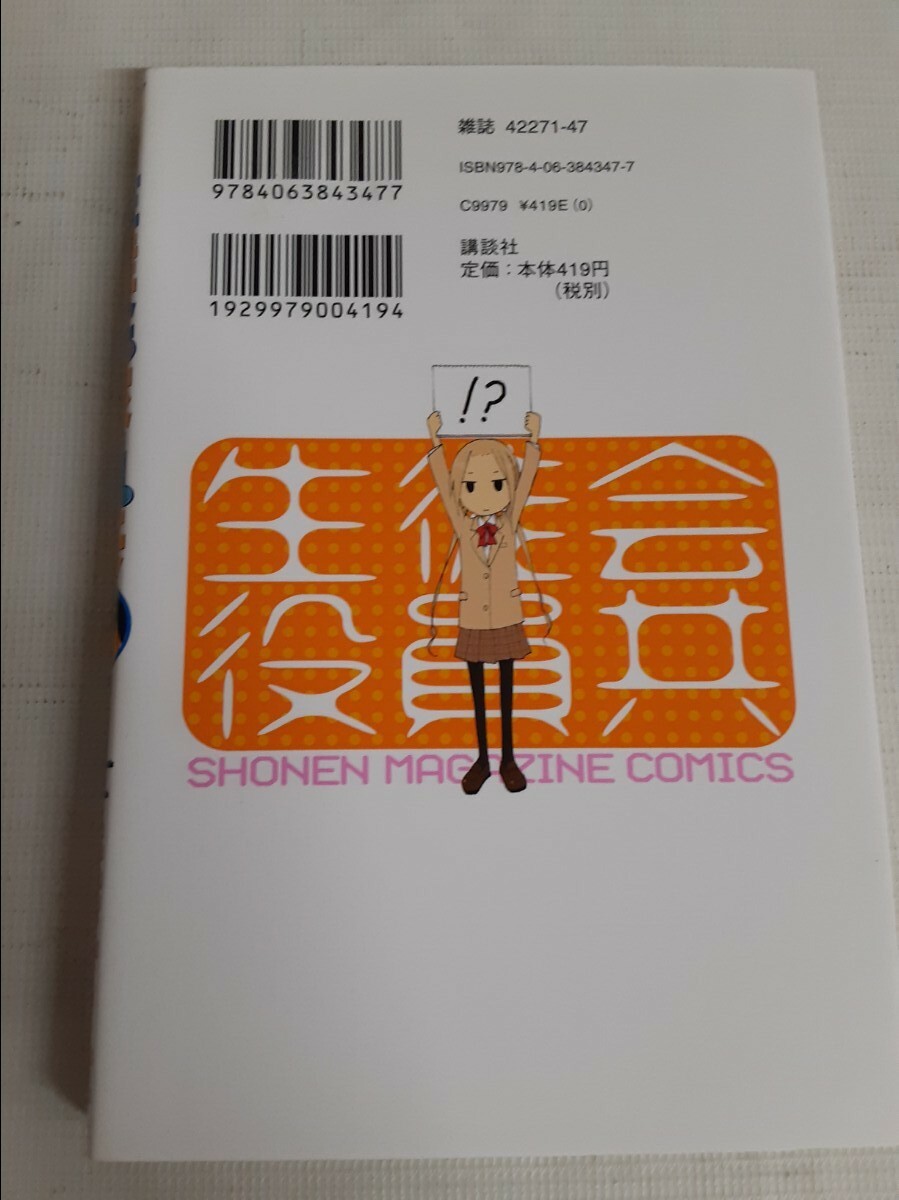 9784063843477
雑誌 42271-47
ISBN978-4-06-384347-7
C9979 ¥419E (0)
1929979004194
講談社
定価：本体419円
（税別）
!?
生徒会
役員共
SHONEN MAGAZINE COMICS